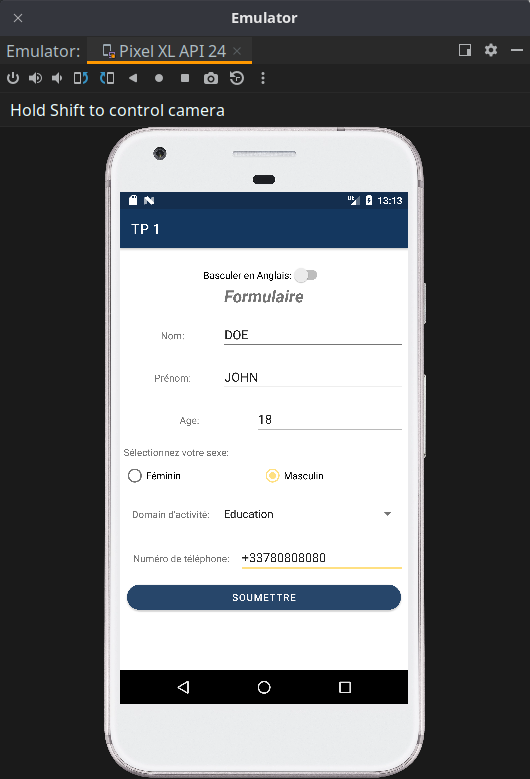 Emulator
Emulator: Pixel XL API 24
Hold Shift to control camera
13:13
TP 1
Basculer en Anglais:
Formulaire
Nom: DOE
Prénom: JOHN
Age: 18
Sélectionnez votre sexe:
Féminin Masculin
Domain d'activité: Education
Numéro de téléphone: +33780808080
SOUMETTRE